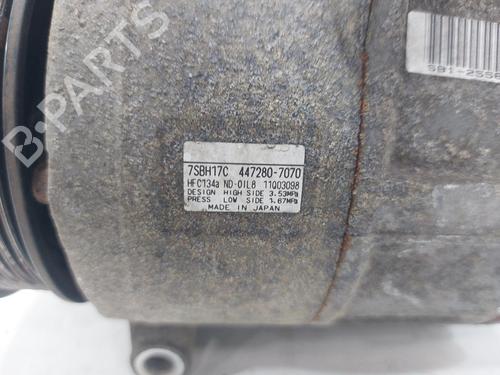 B-PARTS
7SBH17C 447280-7070
HFC134a ND-OIL8 11Q03098
DESIGN HIGH SIDE 3.53MPa
PRESS LOW SIDE 1.67MPa
MADE IN JAPAN